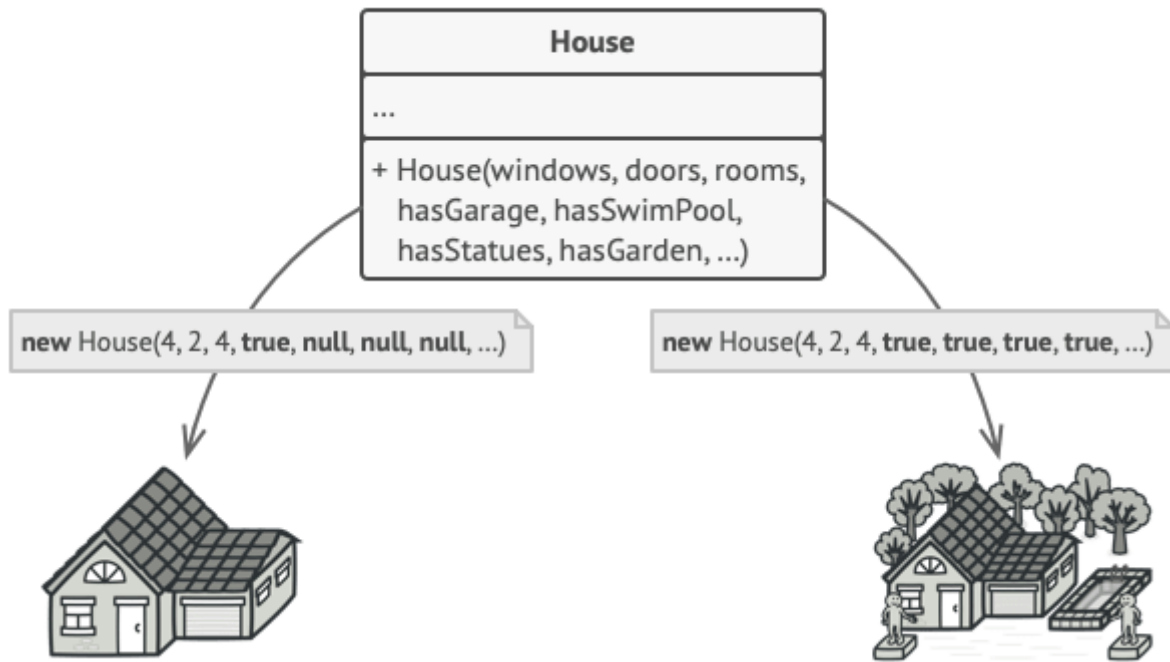 House
...
+ House(windows, doors, rooms,
hasGarage, hasSwimPool,
hasStatues, hasGarden, ...)
new House(4, 2, 4, true, null, null, null, ...)
new House(4, 2, 4, true, true, true, true, ...)